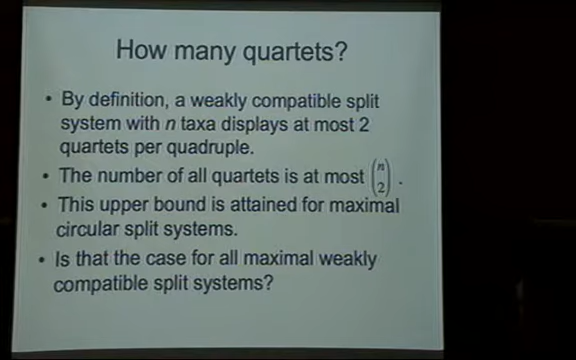 How many quartets?
• By definition, a weakly compatible split
system with n taxa displays at most 2
quartets per quadruple.
• The number of all quartets is at most (n 2) .
• This upper bound is attained for maximal
circular split systems.
• Is that the case for all maximal weakly
compatible split systems?